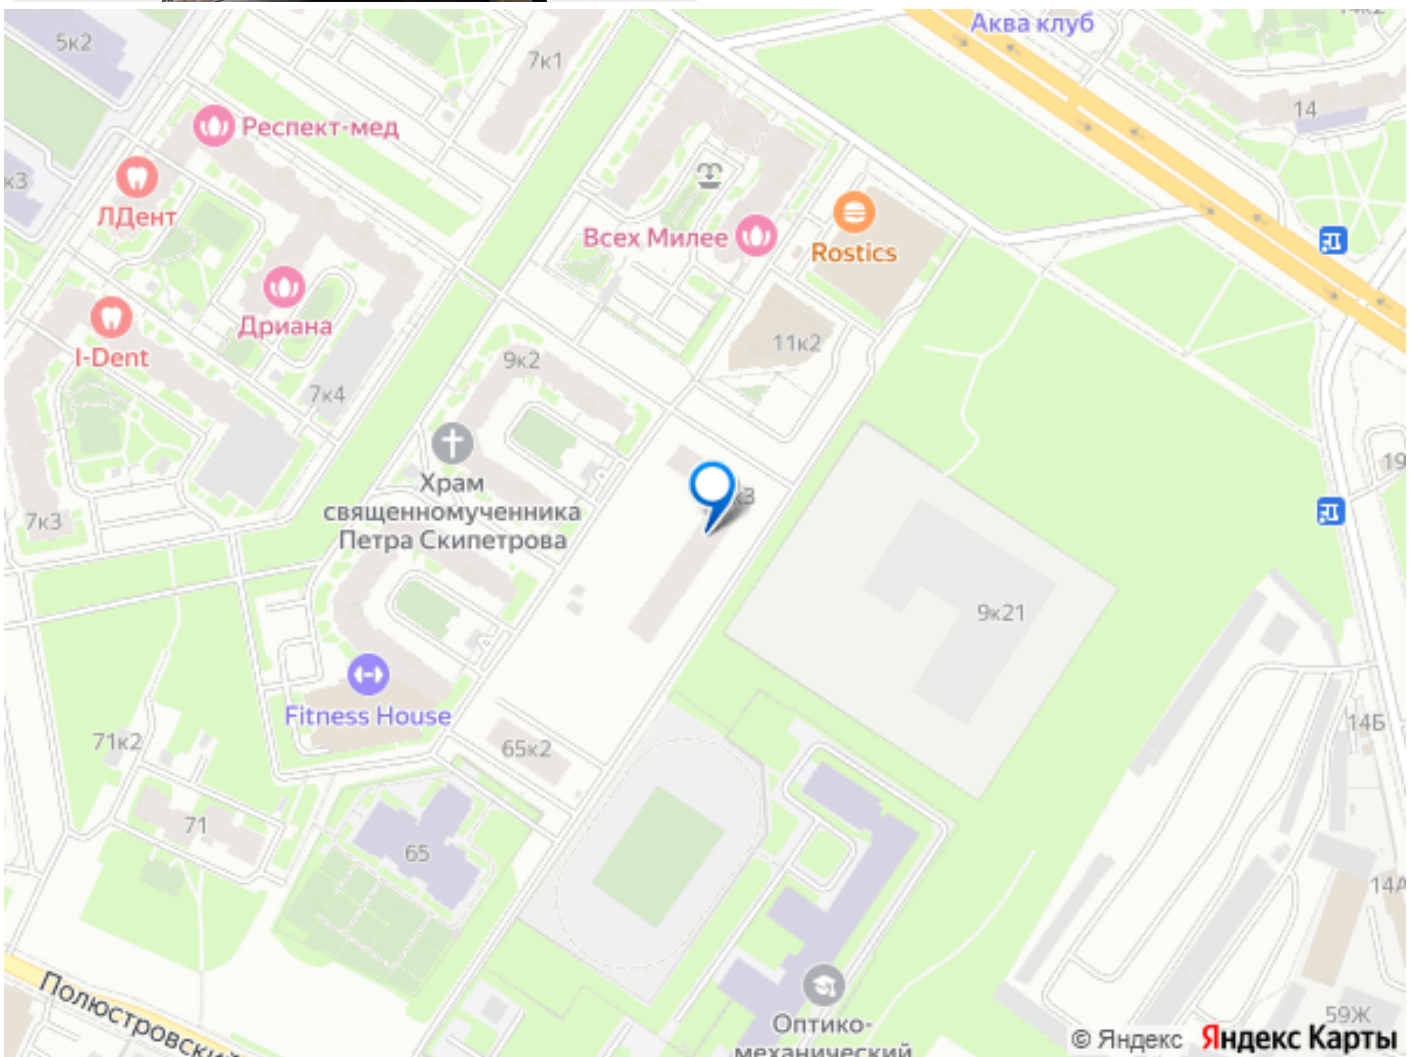 Аква клуб
5к2
7к1
14
Респект-мед
к3
ЛДент
Всех Милее
Rostics
Дриана
I-Dent
11к2
9к2
7к4
19
Храм
священномученника
Петра Скипетрова
к3
7к3
9к21
Fitness House
14Б
71к2
65к2
71
65
14А
Полюстровский
Оптико-
механический
59Ж
© Яндекс Яндекс Карты